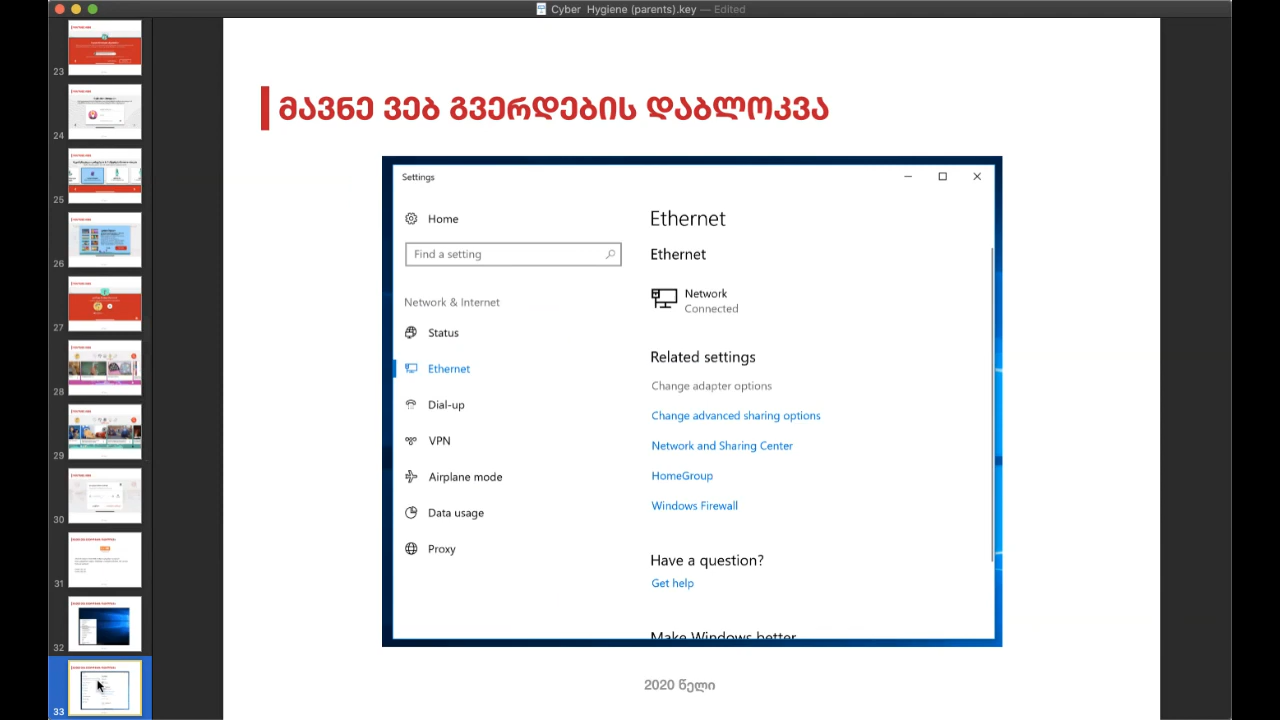 Cyber Hygiene (parents).key — Edited
23
24
25
26
27
28
29
30
31
32
33
მავნე ვებ გვერდების დაბლოკვა
Settings
Home
Find a setting
Network & Internet
Status
Ethernet
Dial-up
VPN
Airplane mode
Data usage
Proxy
Ethernet
Ethernet
Network
Connected
Related settings
Change adapter options
Change advanced sharing options
Network and Sharing Center
HomeGroup
Windows Firewall
Have a question?
Get help
Make Windows better
2020 წელი